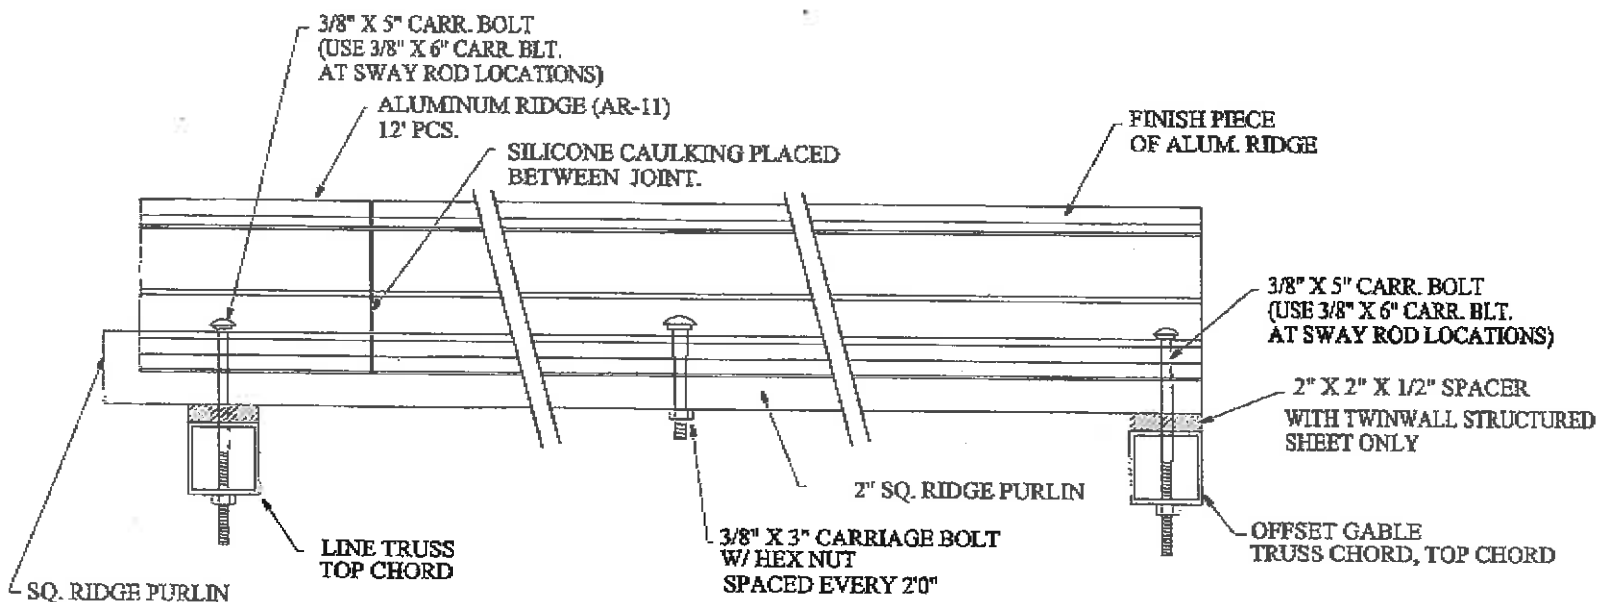 3/8" X 5" CARR. BOLT
(USE 3/8" X 6" CARR. BLT.
AT SWAY ROD LOCATIONS)
ALUMINUM RIDGE (AR-11)
12' PCS.
SILICONE CAULKING PLACED
BETWEEN JOINT.
FINISH PIECE
OF ALUM. RIDGE
3/8" X 5" CARR. BOLT
(USE 3/8" X 6" CARR. BLT.
AT SWAY ROD LOCATIONS)
2" X 2" X 1/2" SPACER
WITH TWINWALL STRUCTURED
SHEET ONLY
2" SQ. RIDGE PURLIN
OFFSET GABLE
TRUSS CHORD, TOP CHORD
3/8" X 3" CARRIAGE BOLT
W/ HEX NUT
SPACED EVERY 2'0"
LINE TRUSS
TOP CHORD
SQ. RIDGE PURLIN